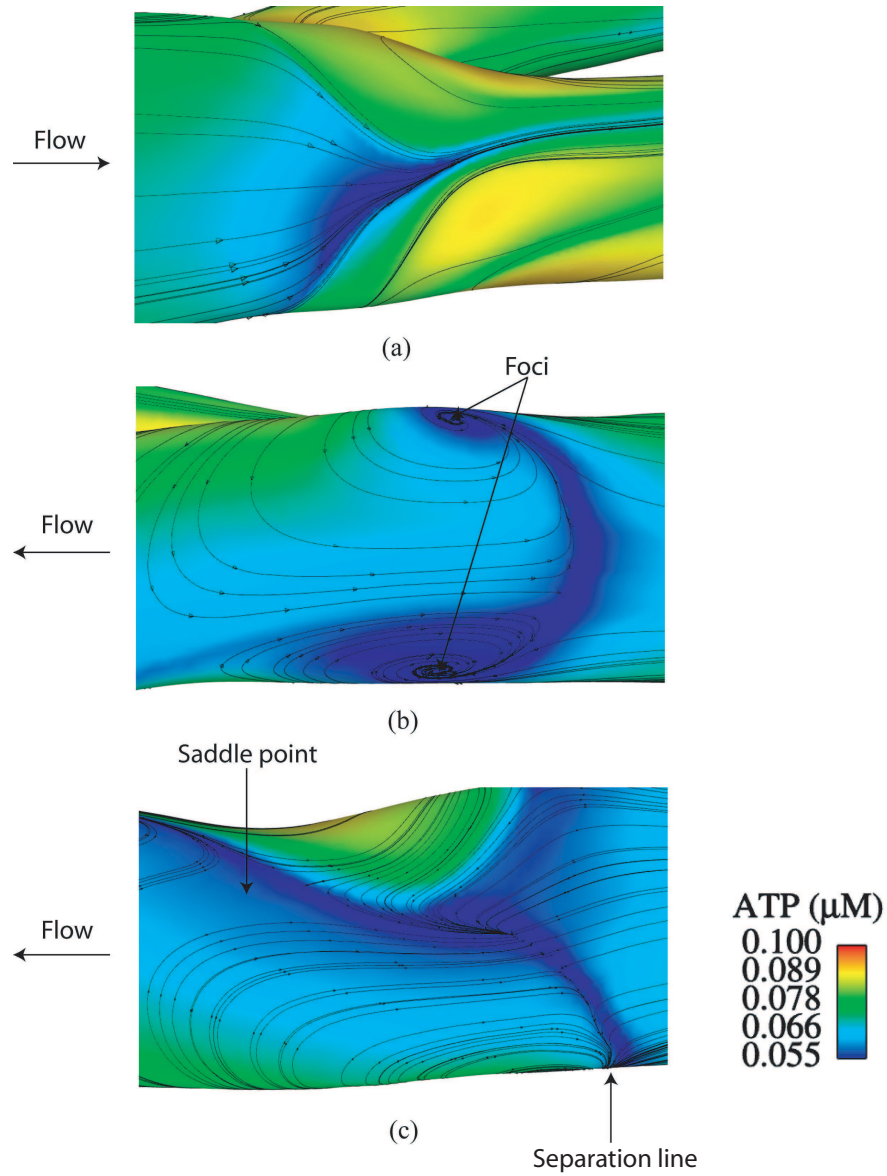 Flow
(a)
Foci
Flow
(b)
Saddle point
Flow
ATP (μM)
0.100
0.089
0.078
0.066
0.055
(c)
Separation line